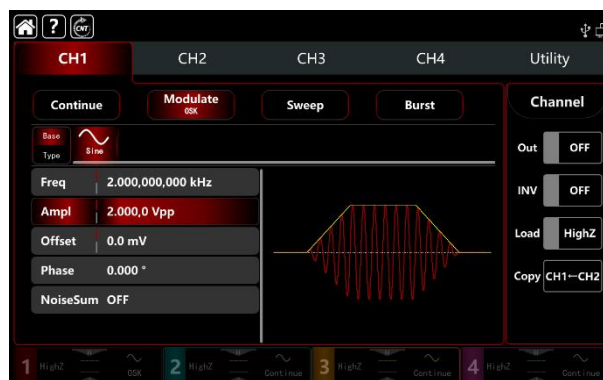 ? CNT
CH1 CH2 CH3 CH4 Utility
Continue Modulate Sweep Burst Channel
OSK
Base
Type Sine
Out OFF
Freq 2.000,000,000 kHz
INV OFF
Ampl 2.000,0 Vpp
Load HighZ
Offset 0.0 mV
Phase 0.000 °
Copy CH1←CH2
NoiseSum OFF
1 HighZ OSK 2 HighZ Continue 3 HighZ Continue 4 HighZ Continue